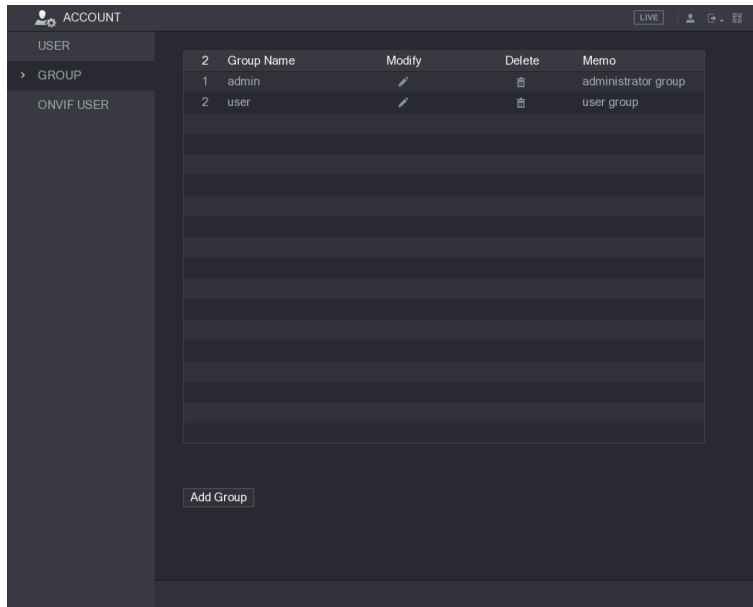 ACCOUNT LIVE
USER
GROUP
ONVIF USER
2 Group Name Modify Delete Memo
1 admin administrator group
2 user user group
Add Group